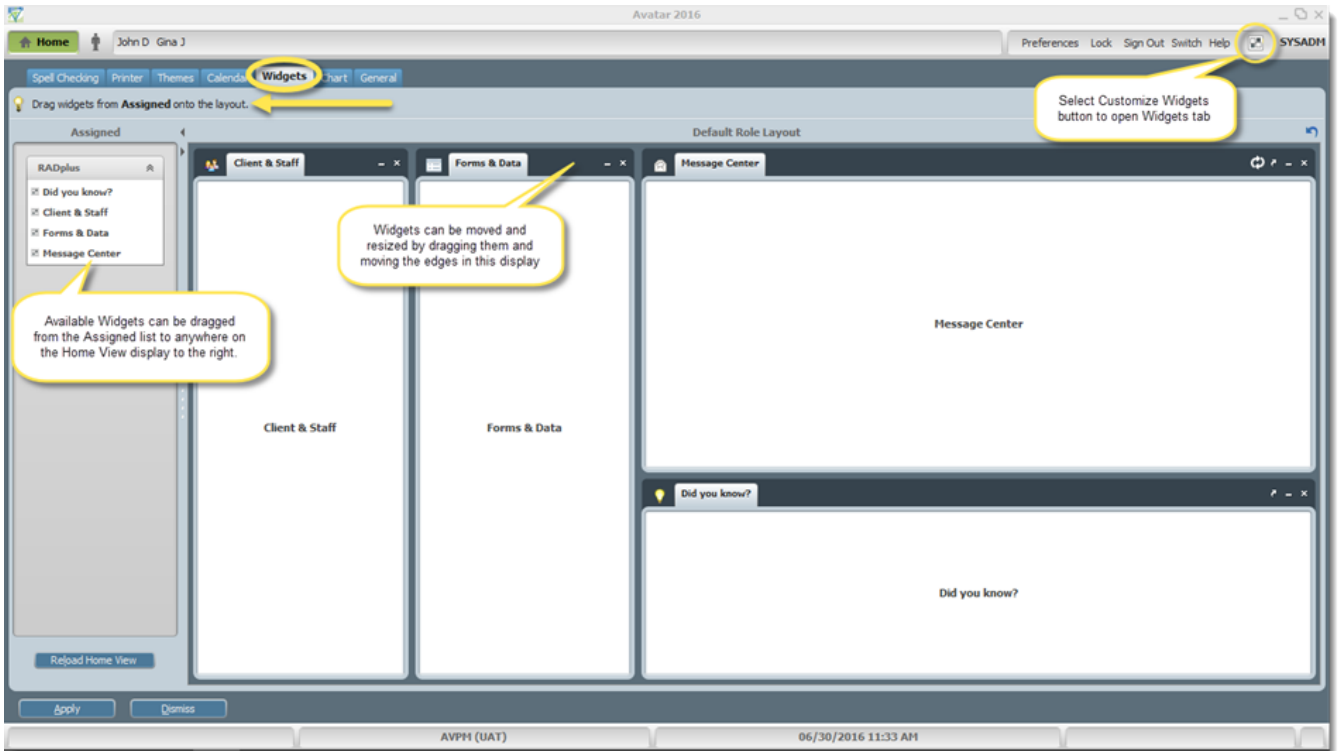 Avatar 2016
Home John D Gina J Preferences Lock Sign Out Switch Help SYSADM
Spell Checking Printer Themes Calendar Widgets Chart General
Drag widgets from Assigned onto the layout.
Select Customize Widgets
button to open Widgets tab
Assigned Default Role Layout
RADplus
Did you know?
Client & Staff
Forms & Data
Message Center
Client & Staff Forms & Data Message Center
Widgets can be moved and
resized by dragging them and
moving the edges in this display
Available Widgets can be dragged
from the Assigned list to anywhere on
the Home View display to the right.
Message Center
Client & Staff Forms & Data
Did you know?
Did you know?
Reload Home View
Apply Dismiss
AVPM (UAT) 06/30/2016 11:33 AM